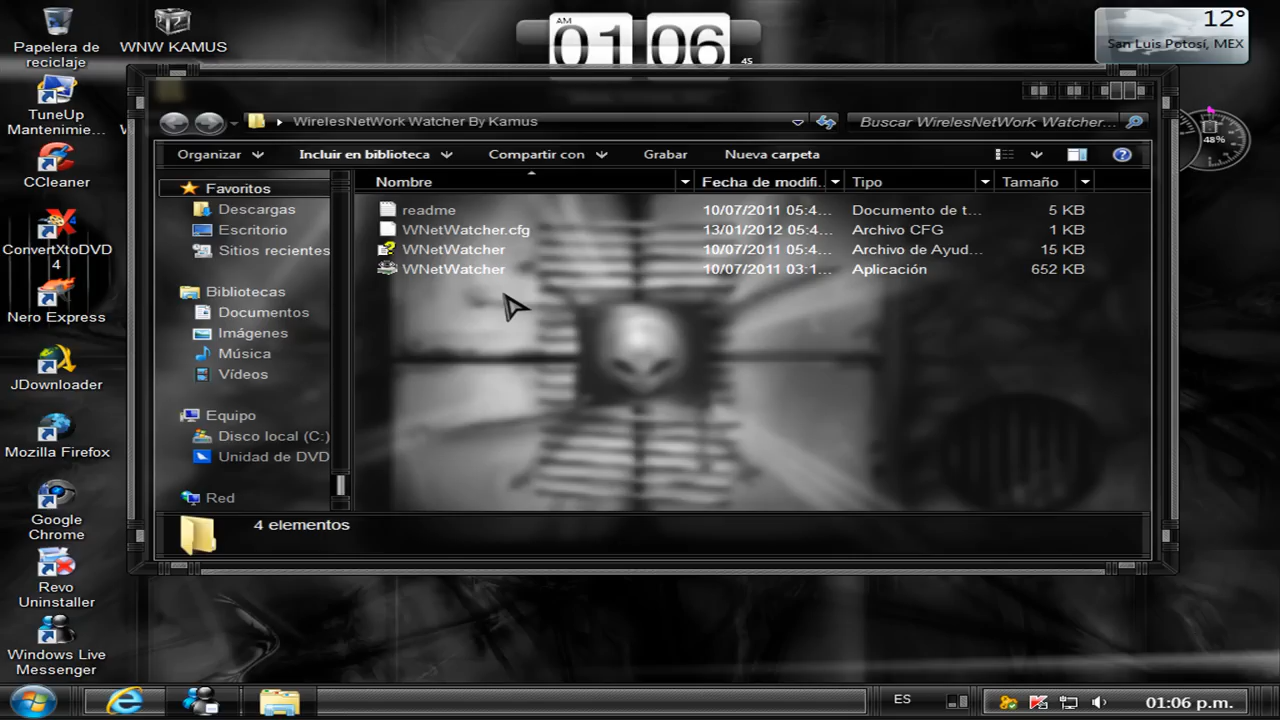 Papelera de
reciclaje
WNW KAMUS
AM
01 06
45
12°
San Luis Potosí, MEX
TuneUp
Mantenimie...
CCleaner
ConvertXtoDVD
4
Nero Express
JDownloader
Mozilla Firefox
Google
Chrome
Revo
Uninstaller
Windows Live
Messenger
WirelesNetWork Watcher By Kamus
Buscar WirelesNetWork Watcher...
48%
Organizar
Incluir en biblioteca
Compartir con
Grabar
Nueva carpeta
Favoritos
Descargas
Escritorio
Sitios recientes
Bibliotecas
Documentos
Imágenes
Música
Vídeos
Equipo
Disco local (C:)
Unidad de DVD
Red
Nombre Fecha de modifi... Tipo Tamaño
readme 10/07/2011 05:4... Documento de t... 5 KB
WNetWatcher.cfg 13/01/2012 05:4... Archivo CFG 1 KB
WNetWatcher 10/07/2011 05:4... Archivo de Ayud... 15 KB
WNetWatcher 10/07/2011 03:1... Aplicación 652 KB
4 elementos
ES
01:06 p.m.